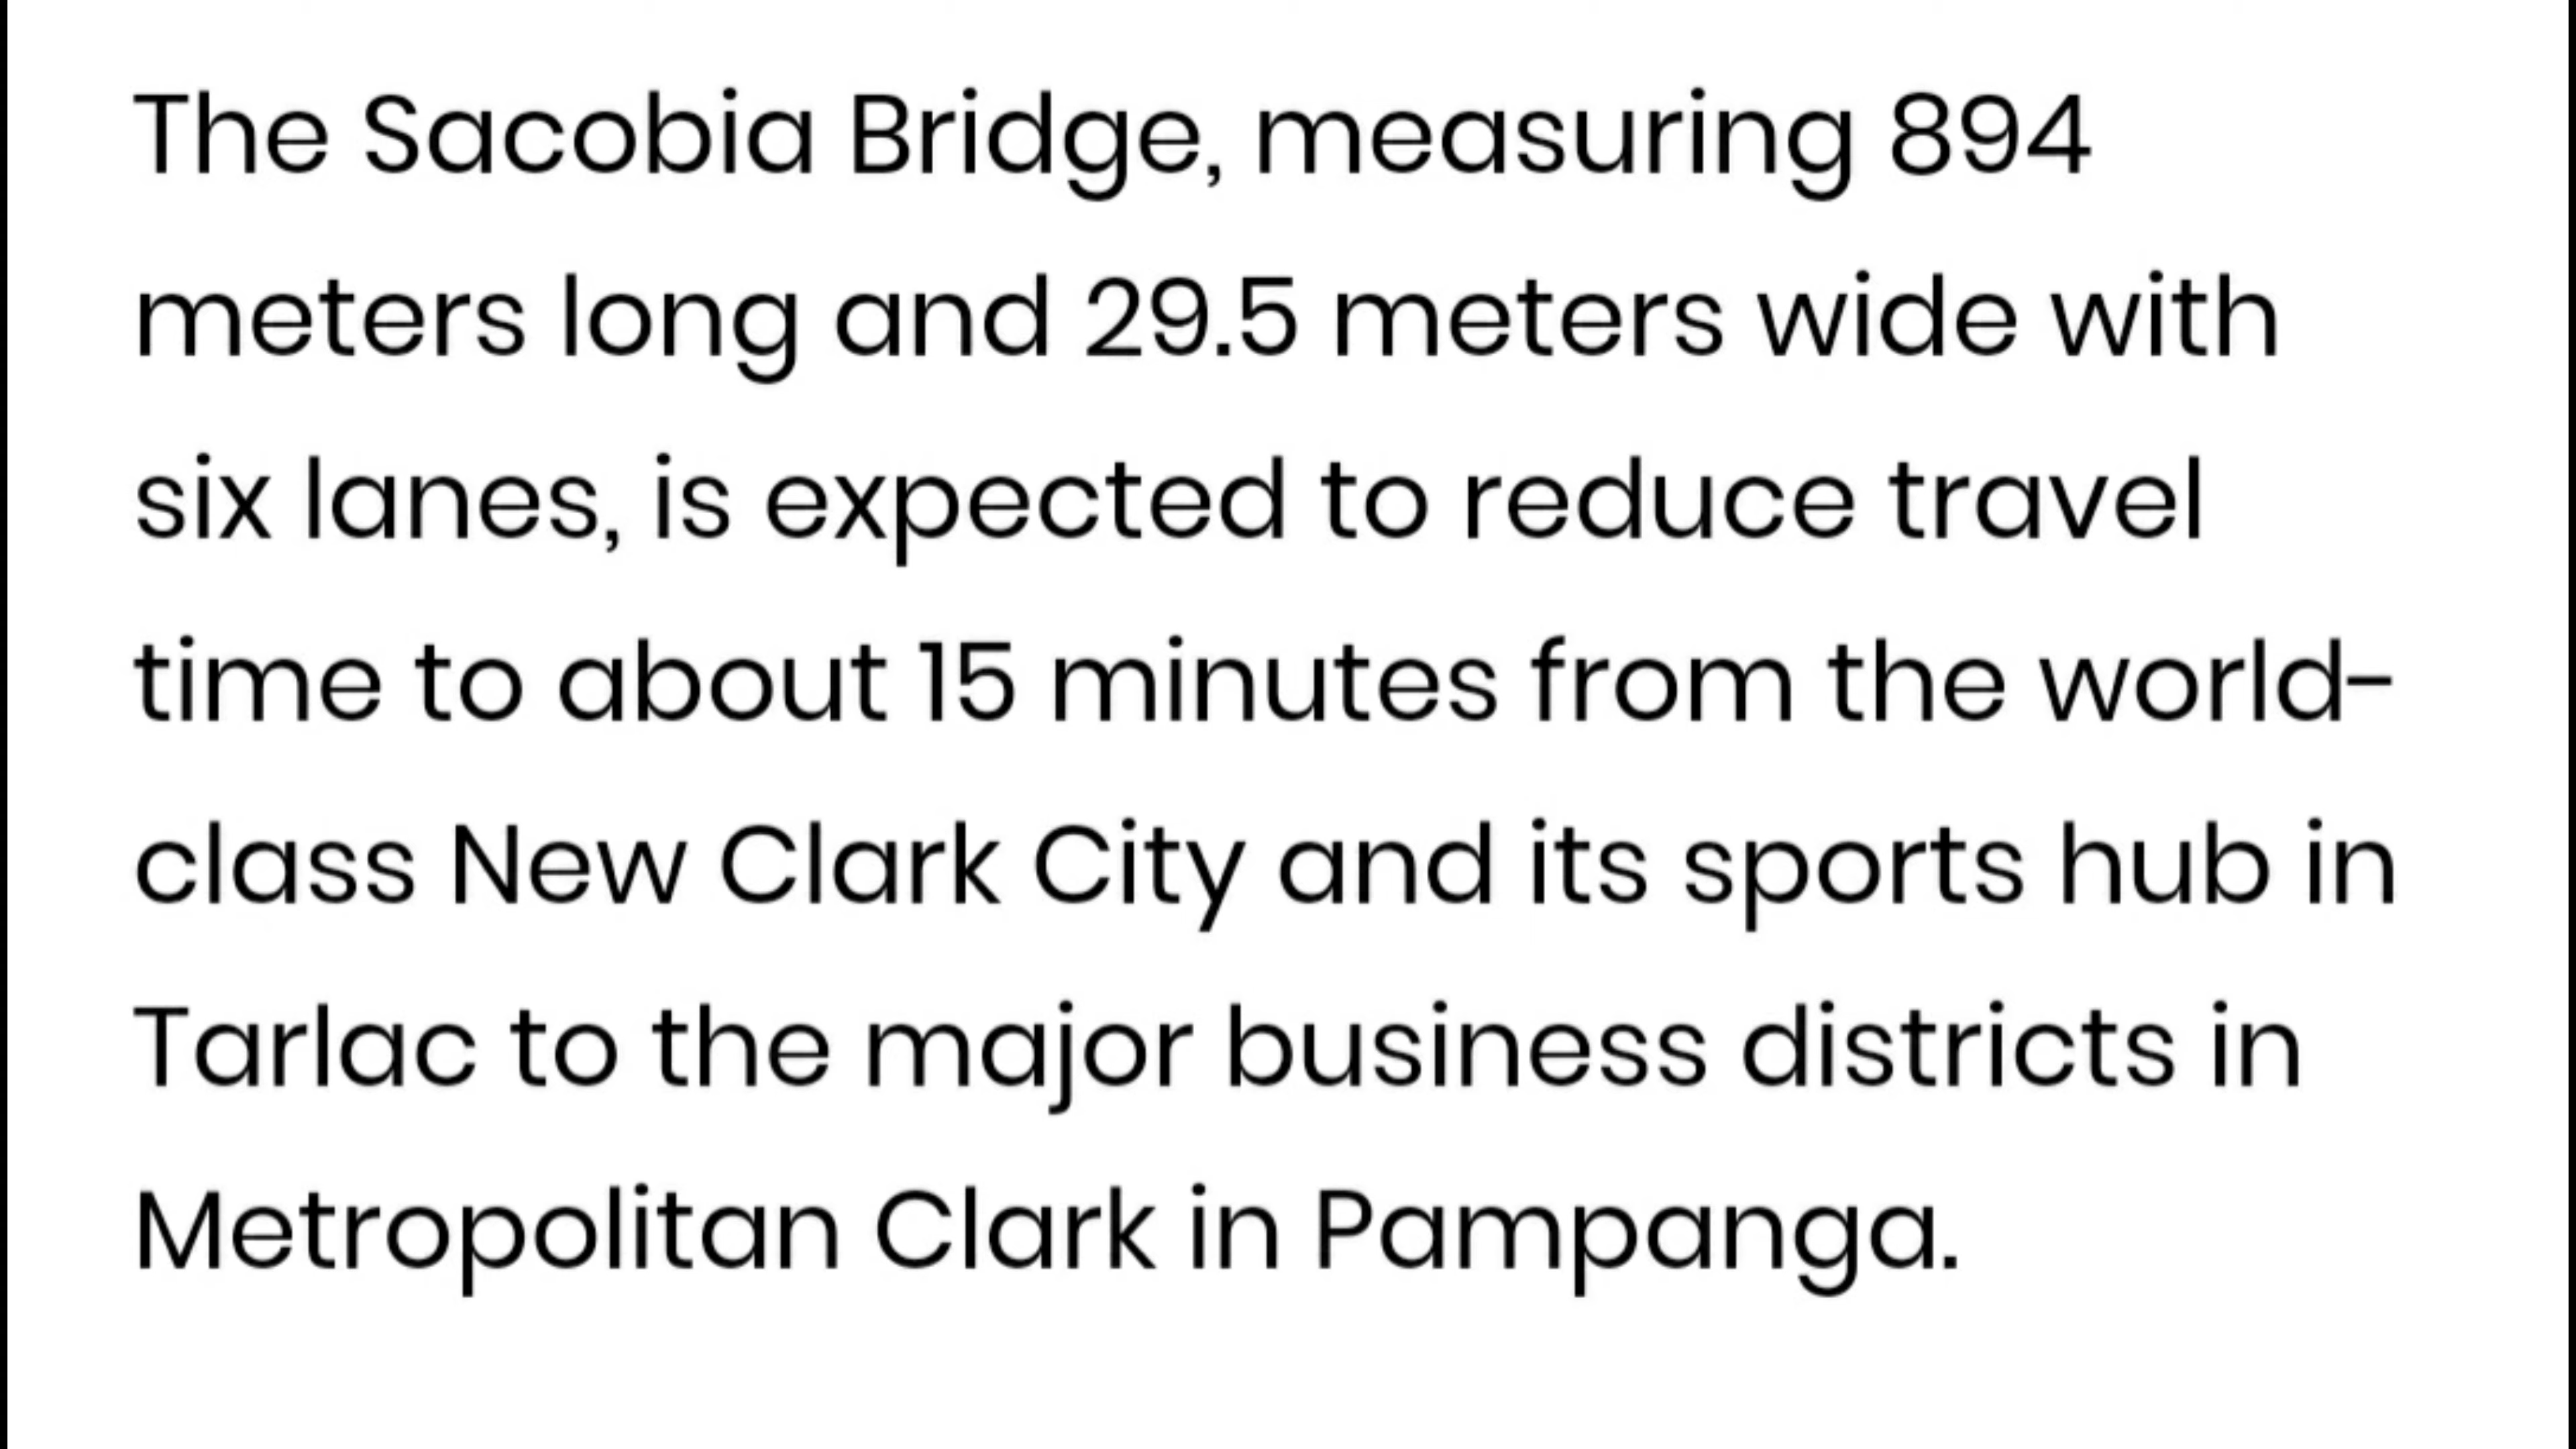 The Sacobia Bridge, measuring 894
meters long and 29.5 meters wide with
six lanes, is expected to reduce travel
time to about 15 minutes from the world-
class New Clark City and its sports hub in
Tarlac to the major business districts in
Metropolitan Clark in Pampanga.